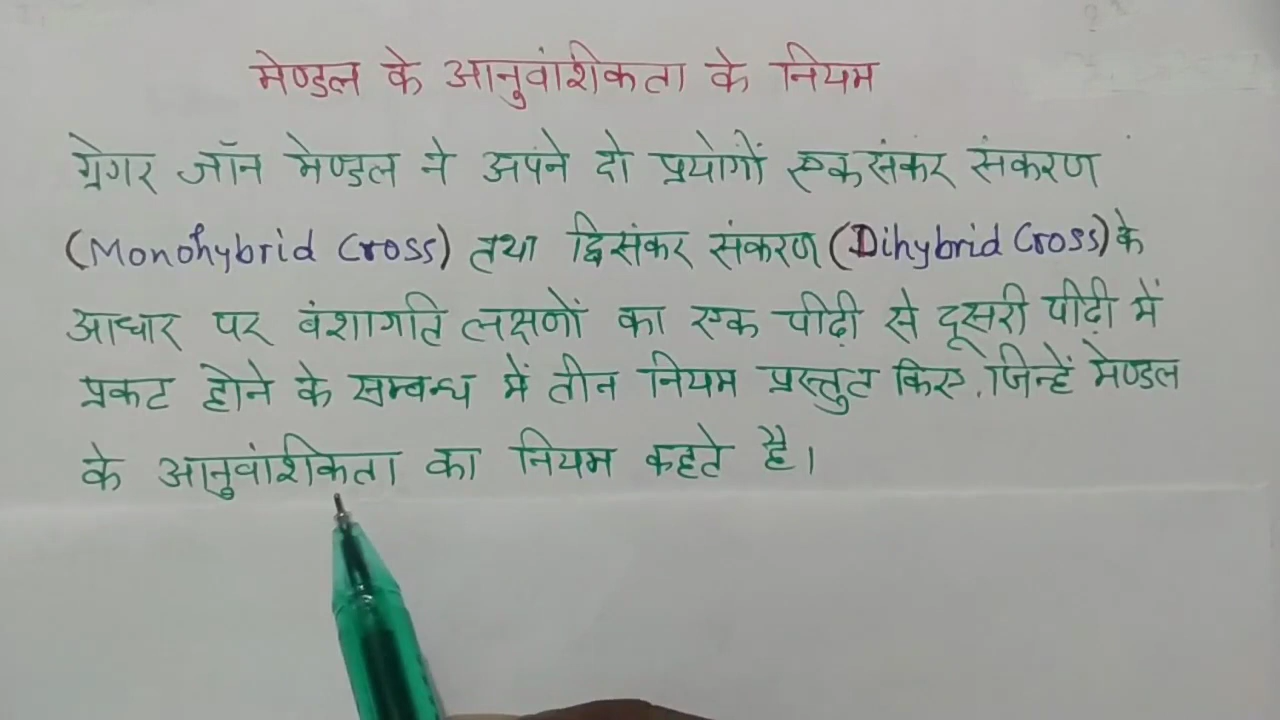 मेण्डल के आनुवांशिकता के नियम
ग्रेगर जॉन मेण्डल ने अपने दो प्रयोगों एकसंकर संकरण
(Monohybrid Cross) तथा द्विसंकर संकरण (Dihybrid Cross) के
आधार पर वंशागति लक्षणों का एक पीढ़ी से दूसरी पीढ़ी में
प्रकट होने के सम्बन्ध में तीन नियम प्रस्तुत किए, जिन्हें मेण्डल
के आनुवांशिकता का नियम कहते है।